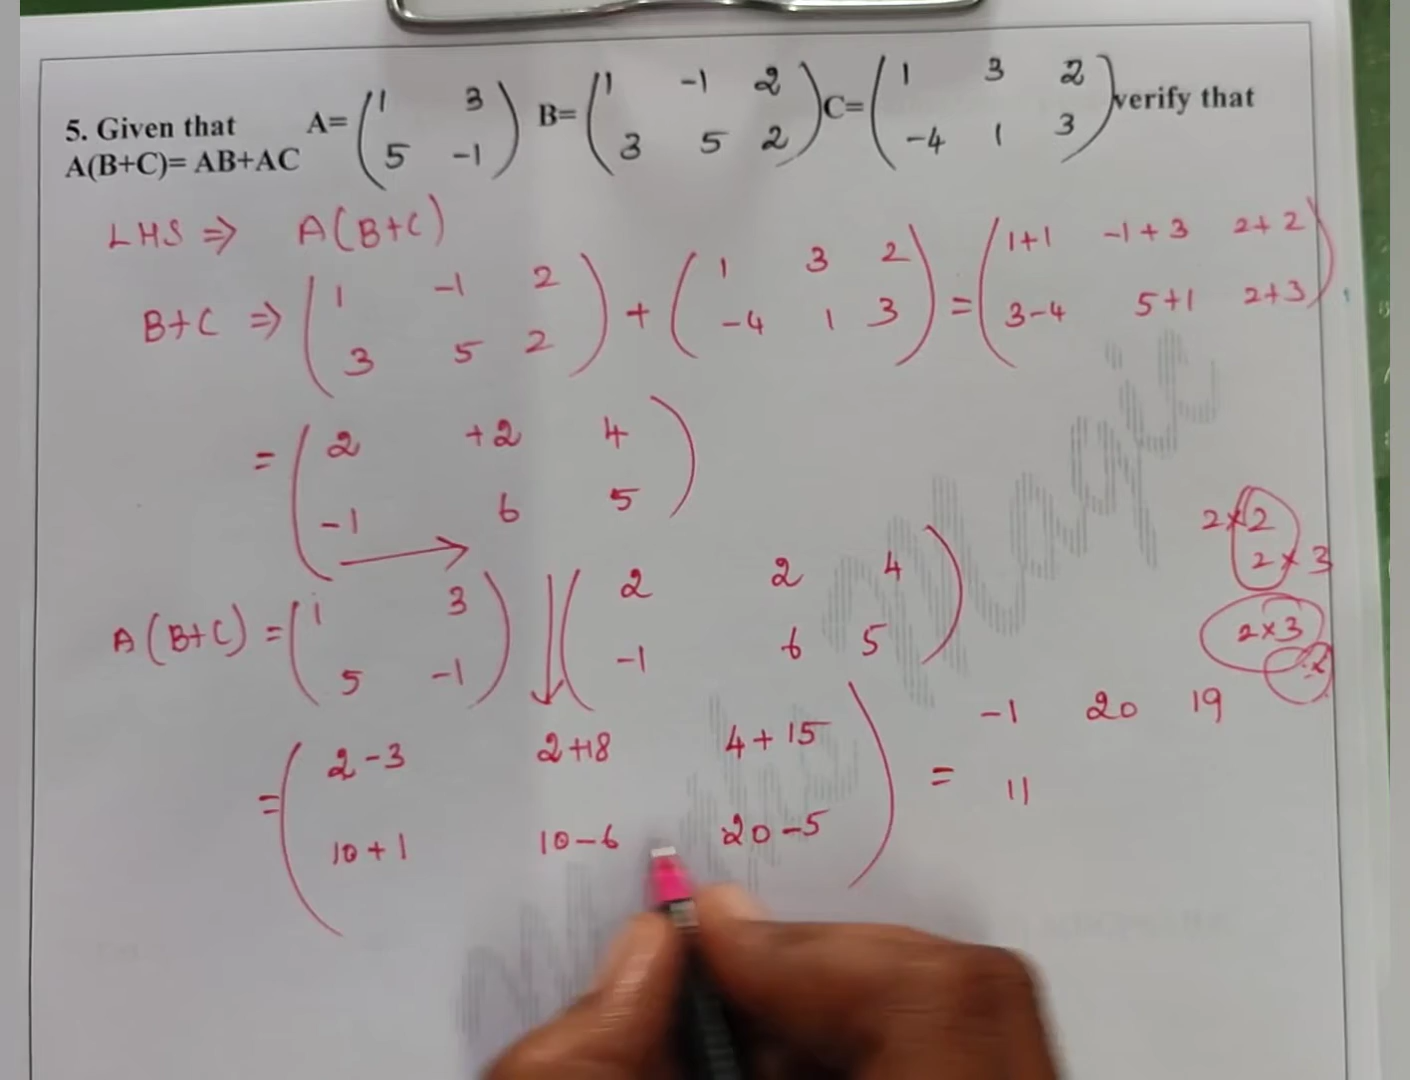 5. Given that A= ( 1 3 ) B= ( 1 -1 2 ) C= ( 1 3 2 ) verify that
A(B+C)= AB+AC ( 5 -1 ) ( 3 5 2 ) ( -4 1 3 )
LHS ⇒ A(B+C)
B+C ⇒ ( 1 -1 2 ) + ( 1 3 2 ) = ( 1+1 -1+3 2+2 )
( 3 5 2 ) ( -4 1 3 ) ( 3-4 5+1 2+3 )
= ( 2 +2 4 )
( -1 6 5 )
2×2
2×3
2×3
A(B+C) = ( 1 3 ) ( 2 2 4 )
( 5 -1 ) ( -1 6 5 )
= ( 2-3 2+18 4+15 ) = -1 20 19
( 10+1 10-6 20-5 ) 11